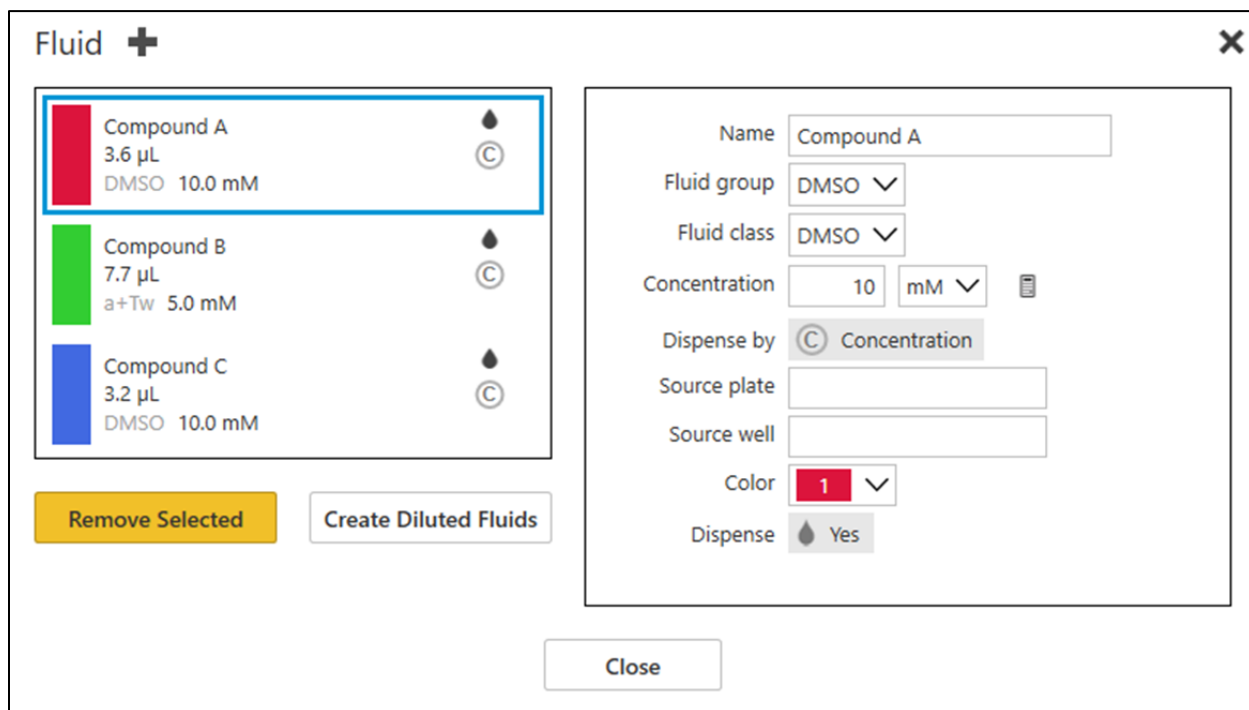 Fluid
Compound A
3.6 µL
DMSO 10.0 mM
C
Compound B
7.7 µL
a+Tw 5.0 mM
C
Compound C
3.2 µL
DMSO 10.0 mM
C
Remove Selected
Create Diluted Fluids
Name Compound A
Fluid group DMSO
Fluid class DMSO
Concentration 10 mM
Dispense by C Concentration
Source plate
Source well
Color 1
Dispense Yes
Close